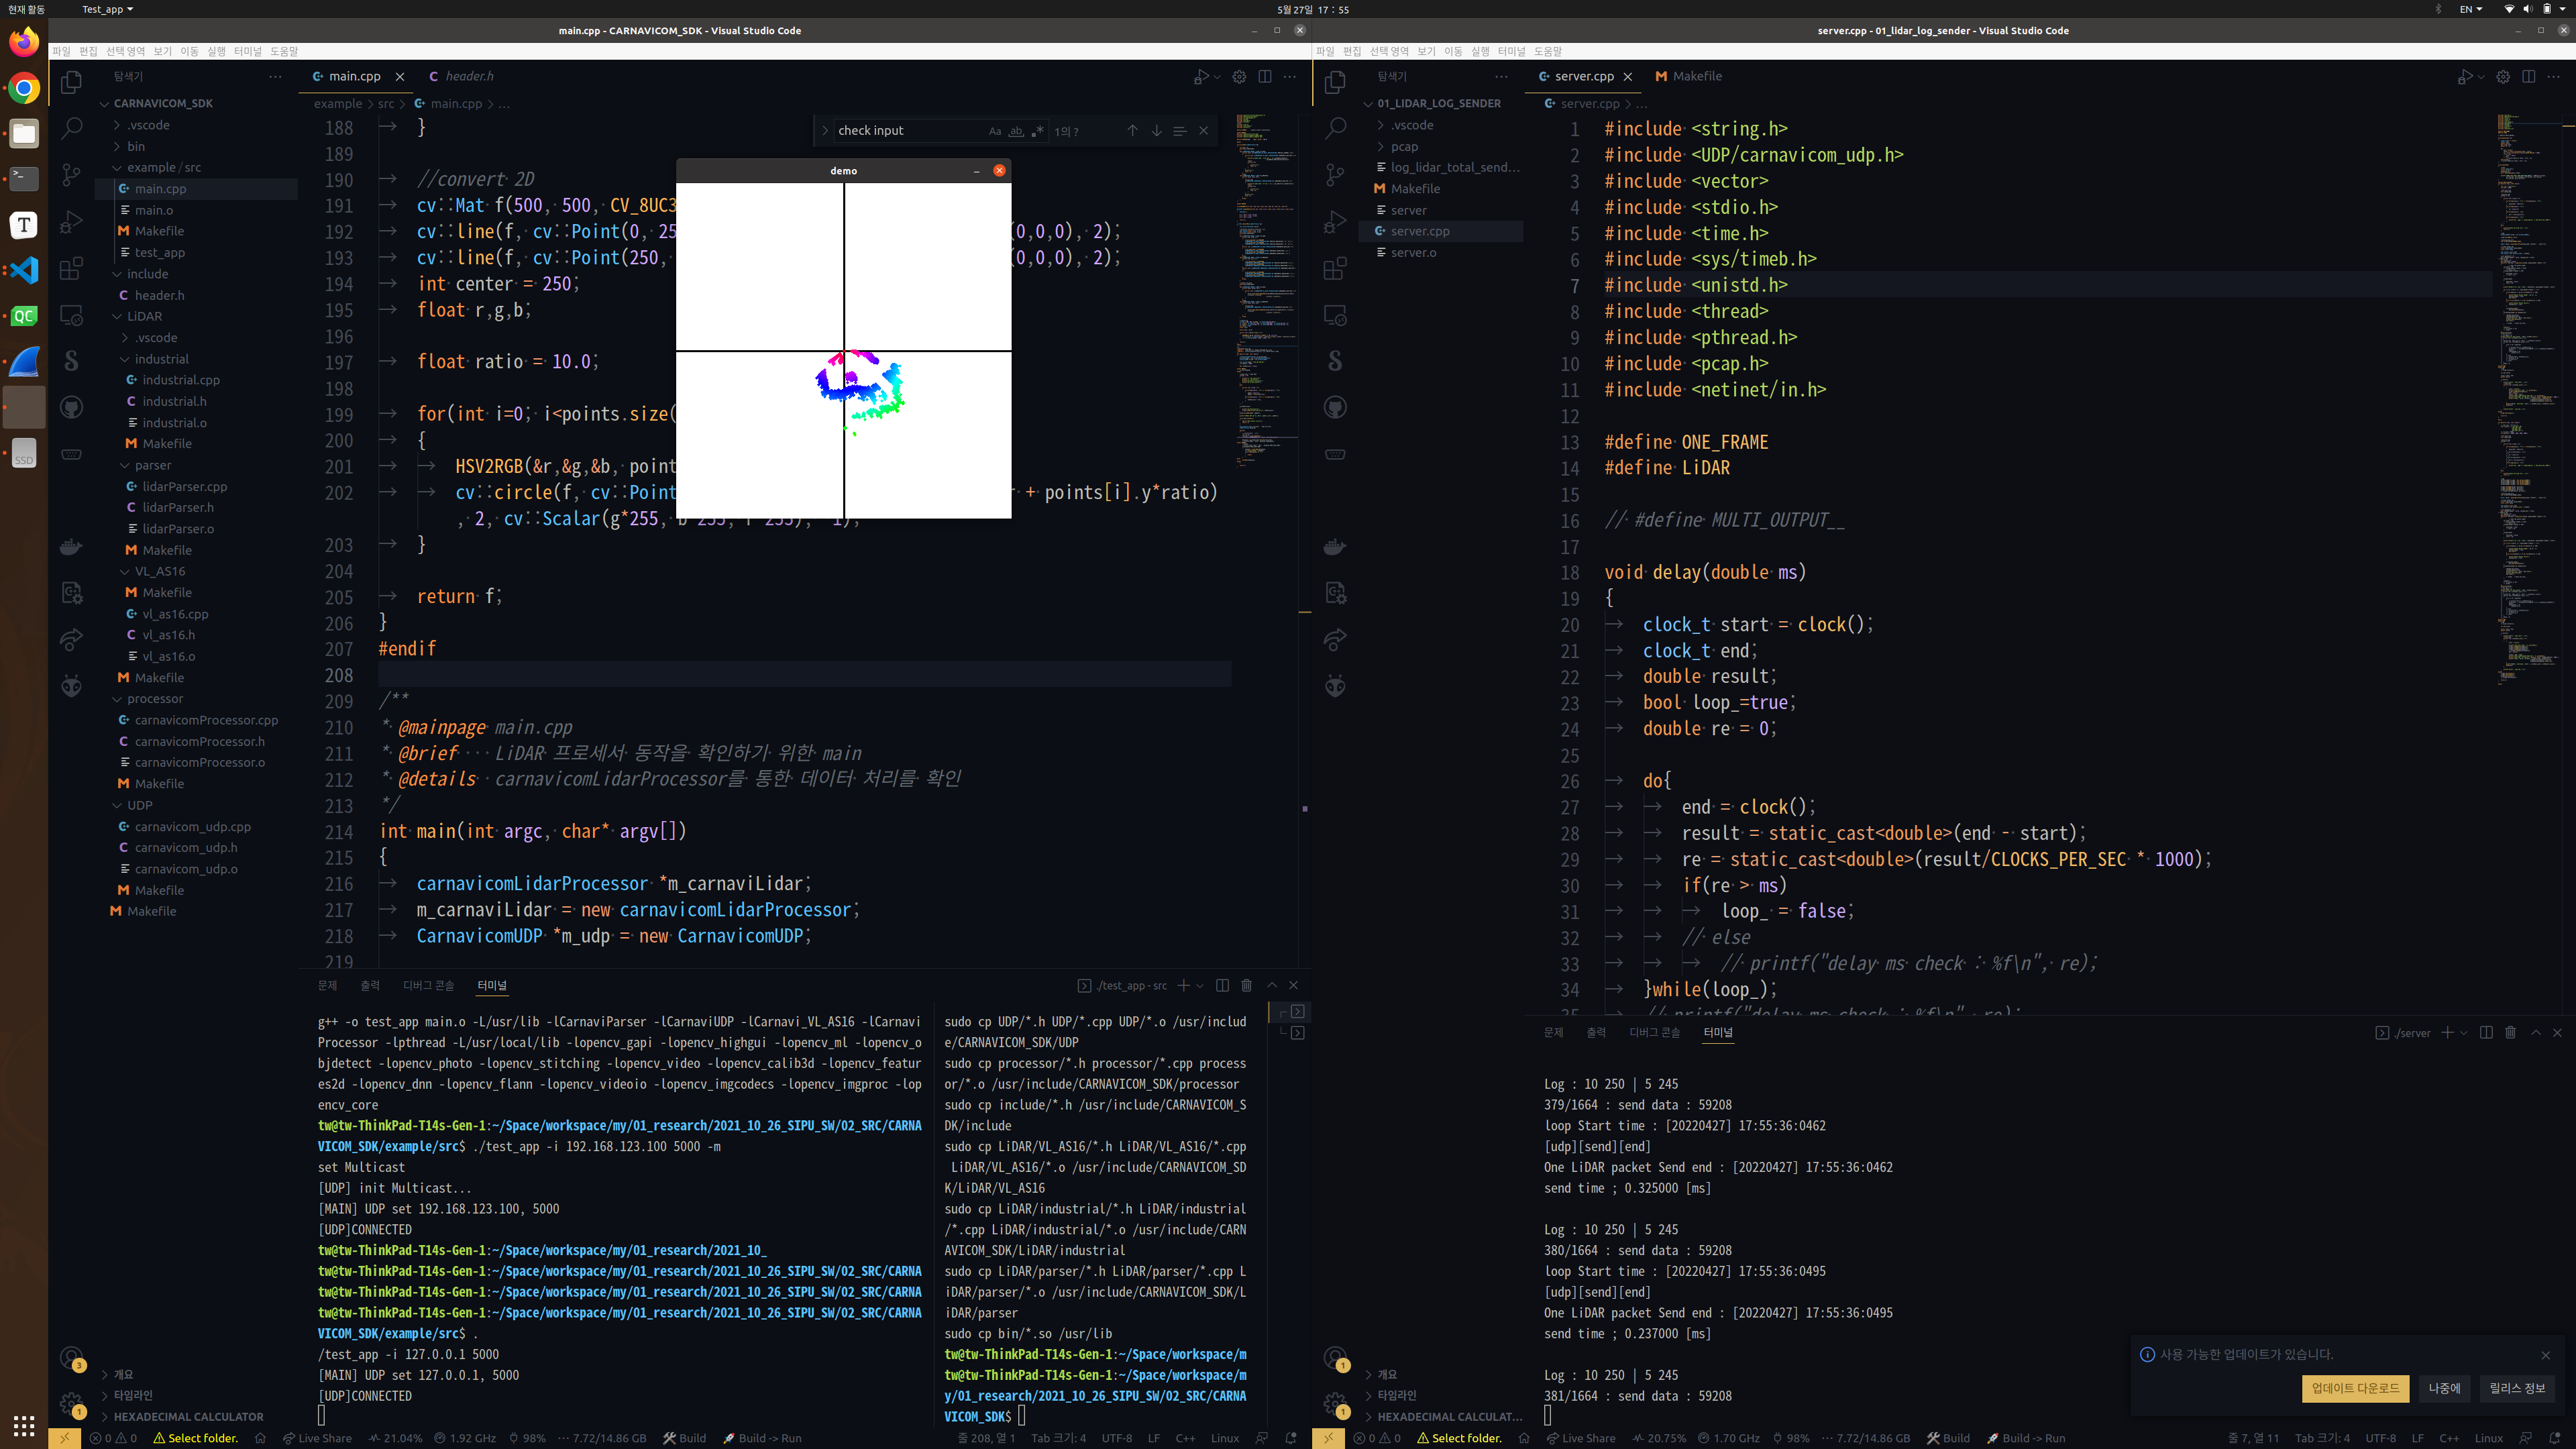 현재 활동
Test_app
5월 27일 17 : 55
EN
main.cpp - CARNAVICOM_SDK - Visual Studio Code
파일 편집 선택 영역 보기 이동 실행 터미널 도움말
탐색기
CARNAVICOM_SDK
.vscode
bin
example / src
main.cpp
main.o
Makefile
test_app
include
header.h
LiDAR
.vscode
industrial
industrial.cpp
industrial.h
industrial.o
Makefile
parser
lidarParser.cpp
lidarParser.h
lidarParser.o
Makefile
VL_AS16
Makefile
vl_as16.cpp
vl_as16.h
vl_as16.o
Makefile
processor
carnavicomProcessor.cpp
carnavicomProcessor.h
carnavicomProcessor.o
Makefile
UDP
carnavicom_udp.cpp
carnavicom_udp.h
carnavicom_udp.o
Makefile
Makefile
개요
타임라인
HEXADECIMAL CALCULATOR
main.cpp
header.h
example > src > main.cpp > ...
check input
Aa ab .*
1의 ?
demo
188 }
189
190 //convert 2D
191 cv::Mat f(500, 500, CV_8UC3
192 cv::line(f, cv::Point(0, 25 (0,0,0), 2);
193 cv::line(f, cv::Point(250, (0,0,0), 2);
194 int center = 250;
195 float r,g,b;
196
197 float ratio = 10.0;
198
199 for(int i=0; i<points.size(
200 {
201 HSV2RGB(&r,&g,&b, point
202 cv::circle(f, cv::Point + points[i].y*ratio)
, 2, cv::Scalar(g*255, b*255, r*255), -1);
203 }
204
205 return f;
206 }
207 #endif
208
209 /**
210 * @mainpage main.cpp
211 * @brief LiDAR 프로세서 동작을 확인하기 위한 main
212 * @details carnavicomLidarProcessor를 통한 데이터 처리를 확인
213 */
214 int main(int argc, char* argv[])
215 {
216 carnavicomLidarProcessor *m_carnaviLidar;
217 m_carnaviLidar = new carnavicomLidarProcessor;
218 CarnavicomUDP *m_udp = new CarnavicomUDP;
219
문제 출력 디버그 콘솔 터미널
./test_app - src
g++ -o test_app main.o -L/usr/lib -lCarnaviParser -lCarnaviUDP -lCarnavi_VL_AS16 -lCarnavi
Processor -lpthread -L/usr/local/lib -lopencv_gapi -lopencv_highgui -lopencv_ml -lopencv_o
bjdetect -lopencv_photo -lopencv_stitching -lopencv_video -lopencv_calib3d -lopencv_featur
es2d -lopencv_dnn -lopencv_flann -lopencv_videoio -lopencv_imgcodecs -lopencv_imgproc -lop
encv_core
tw@tw-ThinkPad-T14s-Gen-1:~/Space/workspace/my/01_research/2021_10_26_SIPU_SW/02_SRC/CARNA
VICOM_SDK/example/src$ ./test_app -i 192.168.123.100 5000 -m
set Multicast
[UDP] init Multicast...
[MAIN] UDP set 192.168.123.100, 5000
[UDP]CONNECTED
tw@tw-ThinkPad-T14s-Gen-1:~/Space/workspace/my/01_research/2021_10_
tw@tw-ThinkPad-T14s-Gen-1:~/Space/workspace/my/01_research/2021_10_26_SIPU_SW/02_SRC/CARNA
tw@tw-ThinkPad-T14s-Gen-1:~/Space/workspace/my/01_research/2021_10_26_SIPU_SW/02_SRC/CARNA
tw@tw-ThinkPad-T14s-Gen-1:~/Space/workspace/my/01_research/2021_10_26_SIPU_SW/02_SRC/CARNA
VICOM_SDK/example/src$ .
/test_app -i 127.0.0.1 5000
[MAIN] UDP set 127.0.0.1, 5000
[UDP]CONNECTED
sudo cp UDP/*.h UDP/*.cpp UDP/*.o /usr/includ
e/CARNAVICOM_SDK/UDP
sudo cp processor/*.h processor/*.cpp process
or/*.o /usr/include/CARNAVICOM_SDK/processor
sudo cp include/*.h /usr/include/CARNAVICOM_S
DK/include
sudo cp LiDAR/VL_AS16/*.h LiDAR/VL_AS16/*.cpp
LiDAR/VL_AS16/*.o /usr/include/CARNAVICOM_SD
K/LiDAR/VL_AS16
sudo cp LiDAR/industrial/*.h LiDAR/industrial
/*.cpp LiDAR/industrial/*.o /usr/include/CARN
AVICOM_SDK/LiDAR/industrial
sudo cp LiDAR/parser/*.h LiDAR/parser/*.cpp L
iDAR/parser/*.o /usr/include/CARNAVICOM_SDK/L
iDAR/parser
sudo cp bin/*.so /usr/lib
tw@tw-ThinkPad-T14s-Gen-1:~/Space/workspace/m
tw@tw-ThinkPad-T14s-Gen-1:~/Space/workspace/m
y/01_research/2021_10_26_SIPU_SW/02_SRC/CARNA
VICOM_SDK$
3
1
0 0 Select folder. Live Share 21.04% 1.92 GHz 98% 7.72/14.86 GB Build Build -> Run
줄 208, 열 1 Tab 크기: 4 UTF-8 LF C++ Linux
server.cpp - 01_lidar_log_sender - Visual Studio Code
파일 편집 선택 영역 보기 이동 실행 터미널 도움말
탐색기
01_LIDAR_LOG_SENDER
.vscode
pcap
log_lidar_total_send...
Makefile
server
server.cpp
server.o
개요
타임라인
HEXADECIMAL CALCULAT...
server.cpp
Makefile
server.cpp > ...
1 #include <string.h>
2 #include <UDP/carnavicom_udp.h>
3 #include <vector>
4 #include <stdio.h>
5 #include <time.h>
6 #include <sys/timeb.h>
7 #include <unistd.h>
8 #include <thread>
9 #include <pthread.h>
10 #include <pcap.h>
11 #include <netinet/in.h>
12
13 #define ONE_FRAME
14 #define LiDAR
15
16 // #define MULTI_OUTPUT__
17
18 void delay(double ms)
19 {
20 clock_t start = clock();
21 clock_t end;
22 double result;
23 bool loop_=true;
24 double re = 0;
25
26 do{
27 end = clock();
28 result = static_cast<double>(end - start);
29 re = static_cast<double>(result/CLOCKS_PER_SEC * 1000);
30 if(re > ms)
31 loop_ = false;
32 // else
33 // printf("delay ms check : %f\n", re);
34 }while(loop_);
35 // printf("delay ms check : %f\n", re);
문제 출력 디버그 콘솔 터미널
./server
Log : 10 250 | 5 245
379/1664 : send data : 59208
loop Start time : [20220427] 17:55:36:0462
[udp][send][end]
One LiDAR packet Send end : [20220427] 17:55:36:0462
send time ; 0.325000 [ms]
Log : 10 250 | 5 245
380/1664 : send data : 59208
loop Start time : [20220427] 17:55:36:0495
[udp][send][end]
One LiDAR packet Send end : [20220427] 17:55:36:0495
send time ; 0.237000 [ms]
Log : 10 250 | 5 245
381/1664 : send data : 59208
사용 가능한 업데이트가 있습니다.
업데이트 다운로드 나중에 릴리스 정보
1
1
0 0 Select folder. Live Share 20.75% 1.70 GHz 98% 7.72/14.86 GB Build Build -> Run
줄 7, 열 11 Tab 크기: 4 UTF-8 LF C++ Linux
QC
SSD